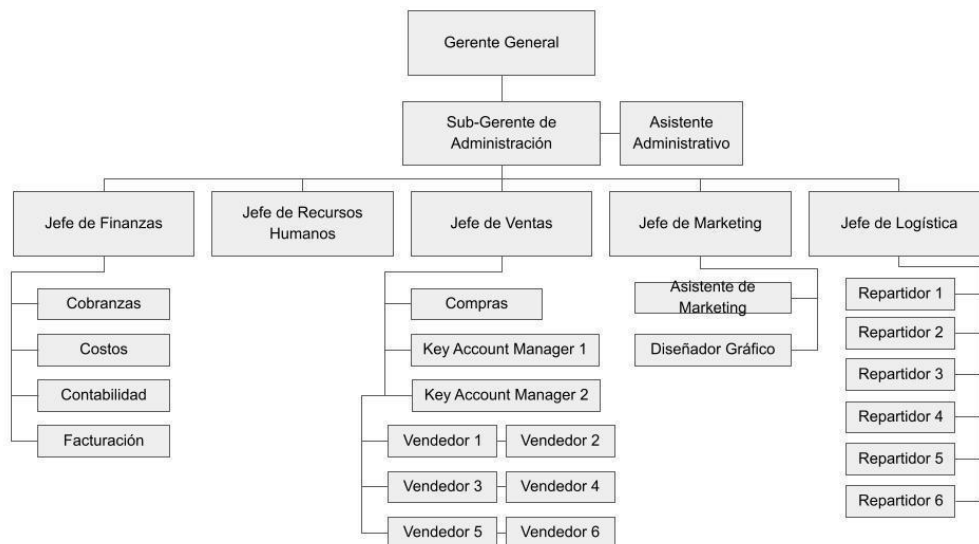 Gerente General
Sub-Gerente de
Administración
Asistente
Administrativo
Jefe de Finanzas
Jefe de Recursos
Humanos
Jefe de Ventas
Jefe de Marketing
Jefe de Logística
Cobranzas
Costos
Contabilidad
Facturación
Compras
Key Account Manager 1
Key Account Manager 2
Vendedor 1
Vendedor 2
Vendedor 3
Vendedor 4
Vendedor 5
Vendedor 6
Asistente de
Marketing
Diseñador Gráfico
Repartidor 1
Repartidor 2
Repartidor 3
Repartidor 4
Repartidor 5
Repartidor 6